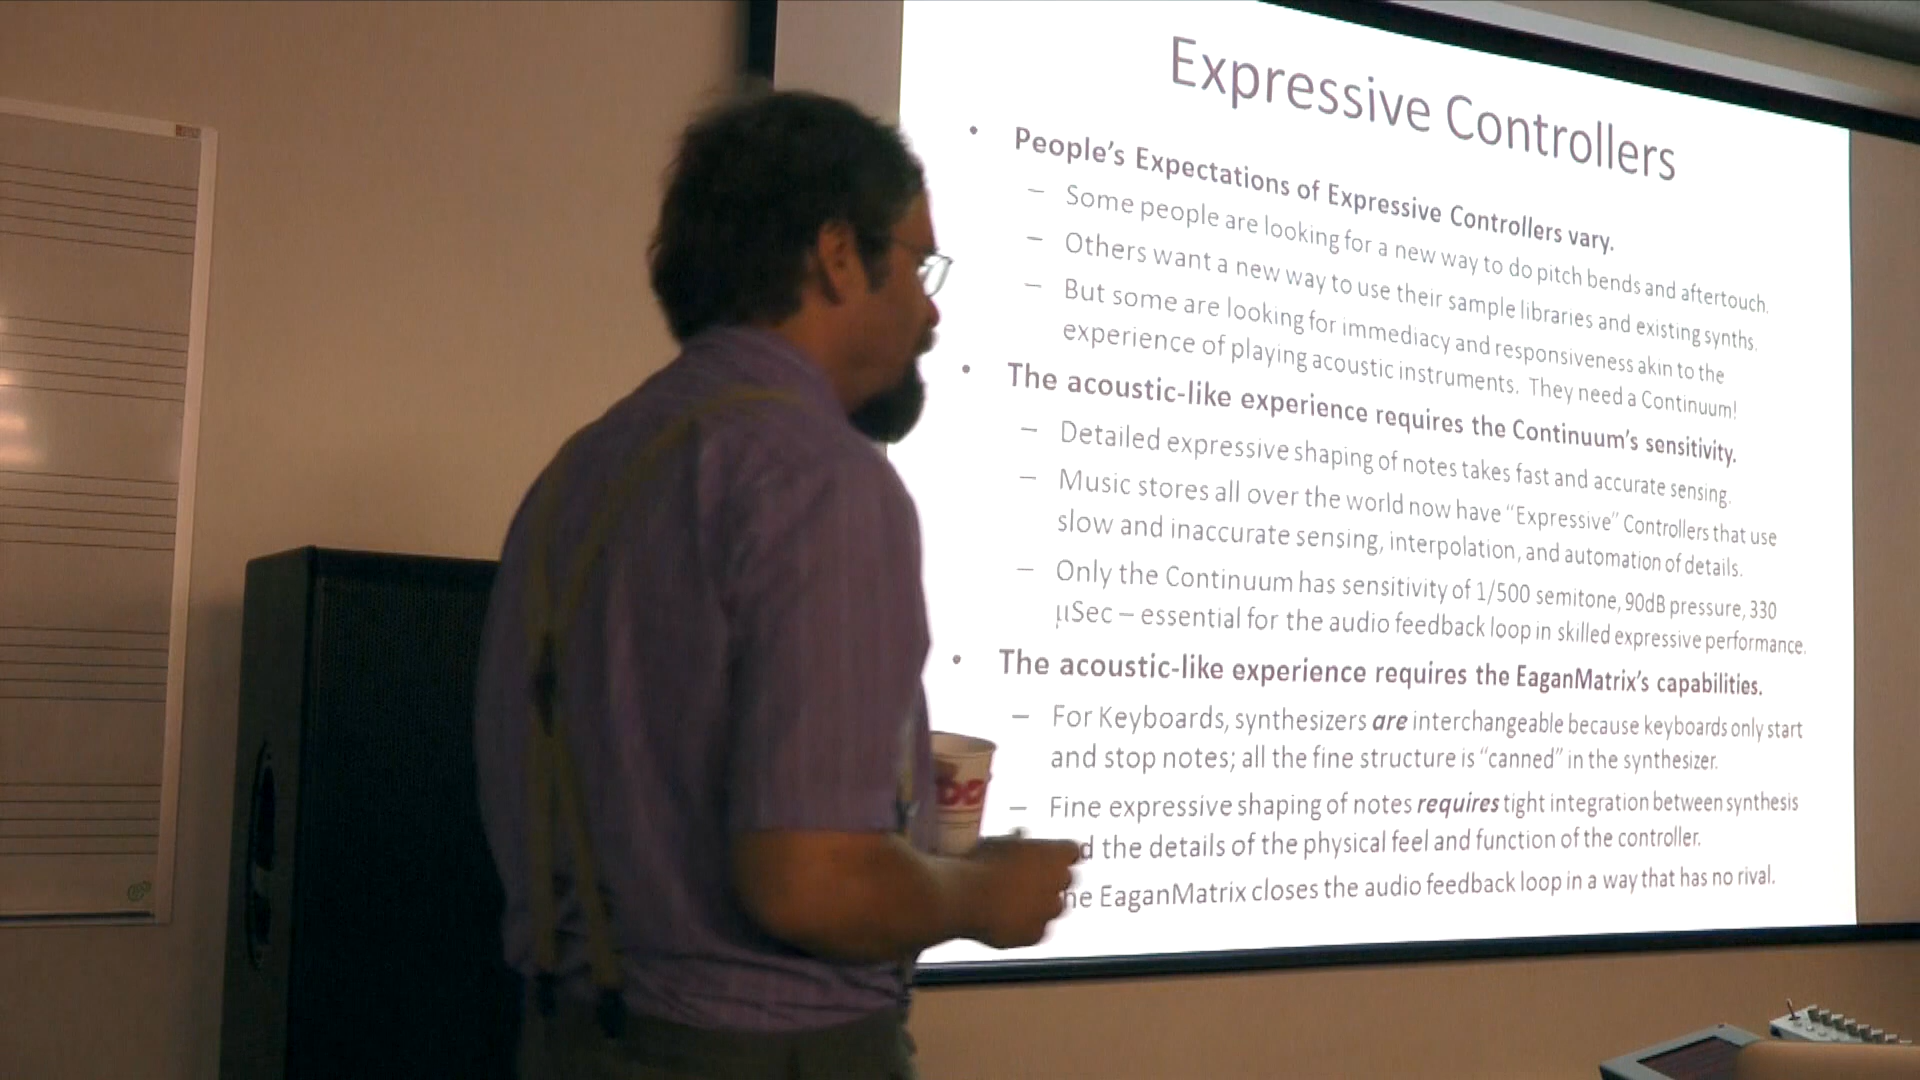 Expressive Controllers
• People's Expectations of Expressive Controllers vary.
– Some people are looking for a new way to do pitch bends and aftertouch.
– Others want a new way to use their sample libraries and existing synths.
– But some are looking for immediacy and responsiveness akin to the
experience of playing acoustic instruments. They need a Continuum!
• The acoustic-like experience requires the Continuum's sensitivity.
– Detailed expressive shaping of notes takes fast and accurate sensing.
– Music stores all over the world now have "Expressive" Controllers that use
slow and inaccurate sensing, interpolation, and automation of details.
– Only the Continuum has sensitivity of 1/500 semitone, 90dB pressure, 330
µSec – essential for the audio feedback loop in skilled expressive performance.
• The acoustic-like experience requires the EaganMatrix's capabilities.
– For Keyboards, synthesizers are interchangeable because keyboards only start
and stop notes; all the fine structure is "canned" in the synthesizer.
– Fine expressive shaping of notes requires tight integration between synthesis
d the details of the physical feel and function of the controller.
he EaganMatrix closes the audio feedback loop in a way that has no rival.